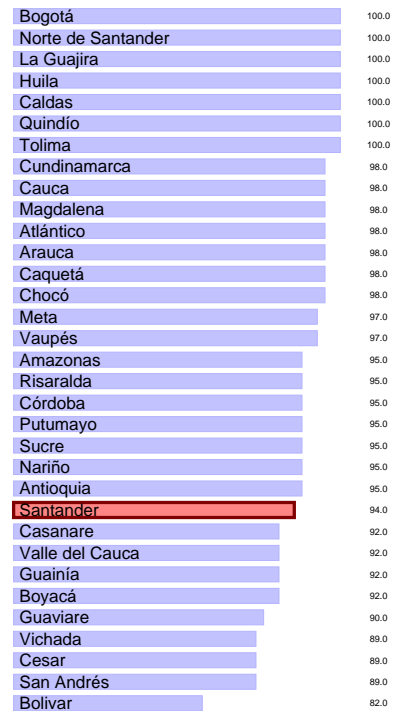 Bogotá 100.0
Norte de Santander 100.0
La Guajira 100.0
Huila 100.0
Caldas 100.0
Quindío 100.0
Tolima 100.0
Cundinamarca 98.0
Cauca 98.0
Magdalena 98.0
Atlántico 98.0
Arauca 98.0
Caquetá 98.0
Chocó 98.0
Meta 97.0
Vaupés 97.0
Amazonas 95.0
Risaralda 95.0
Córdoba 95.0
Putumayo 95.0
Sucre 95.0
Nariño 95.0
Antioquia 95.0
Santander 94.0
Casanare 92.0
Valle del Cauca 92.0
Guainía 92.0
Boyacá 92.0
Guaviare 90.0
Vichada 89.0
Cesar 89.0
San Andrés 89.0
Bolivar 82.0